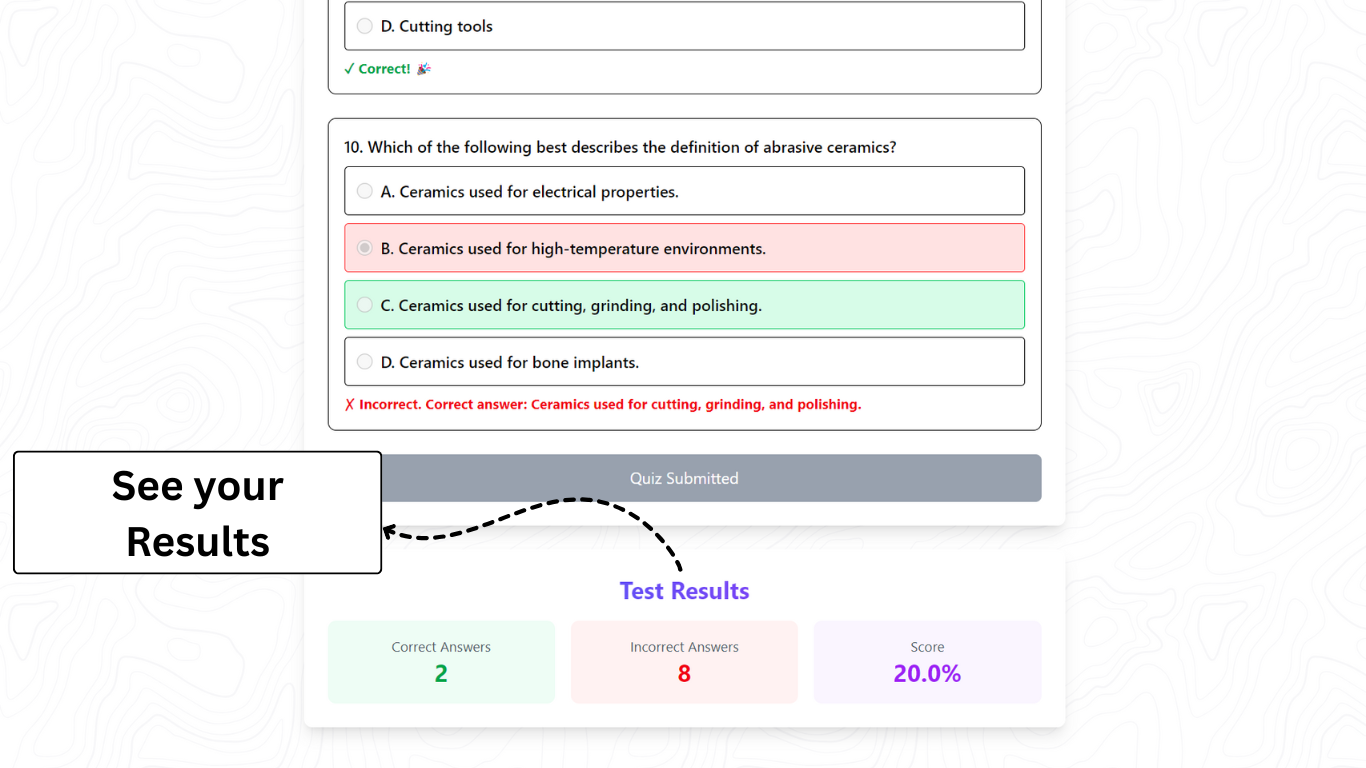 D. Cutting tools
✓ Correct! 🎉
10. Which of the following best describes the definition of abrasive ceramics?
A. Ceramics used for electrical properties.
B. Ceramics used for high-temperature environments.
C. Ceramics used for cutting, grinding, and polishing.
D. Ceramics used for bone implants.
✗ Incorrect. Correct answer: Ceramics used for cutting, grinding, and polishing.
Quiz Submitted
See your
Results
Test Results
Correct Answers
2
Incorrect Answers
8
Score
20.0%